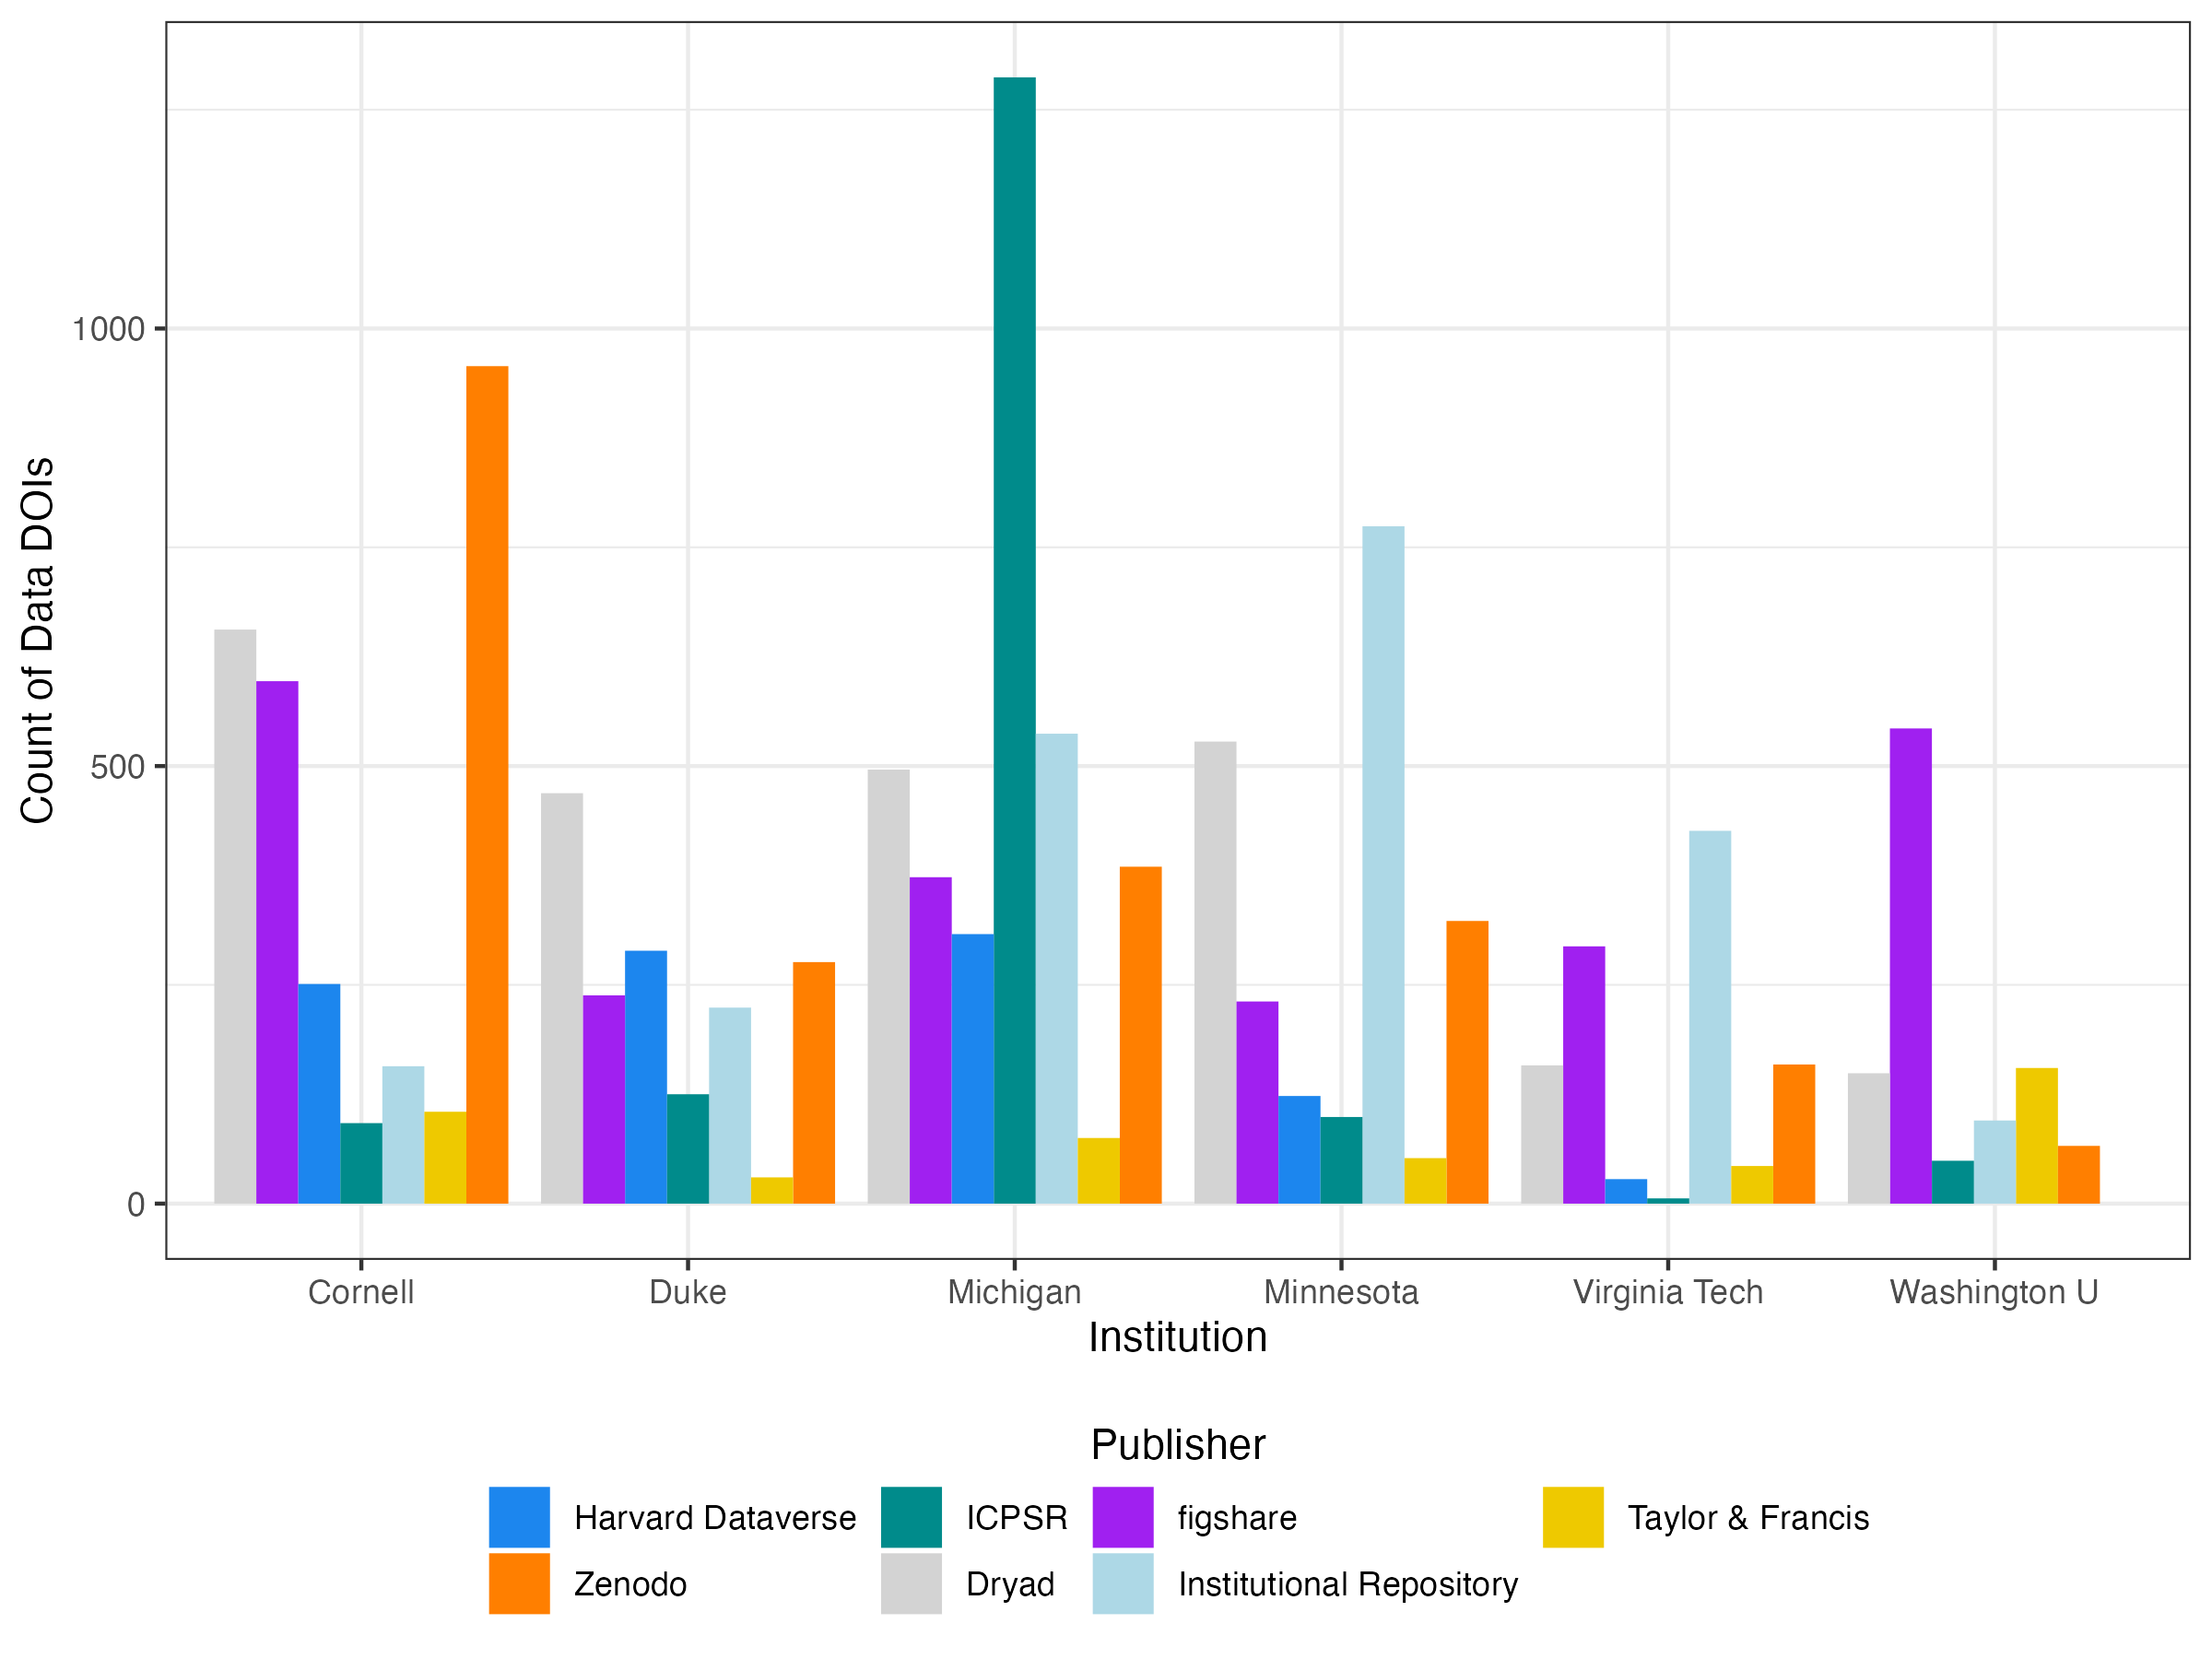 Count of Data DOIs
1000
500
0
Cornell Duke Michigan Minnesota Virginia Tech Washington U
Institution
Publisher
Harvard Dataverse ICPSR figshare Taylor & Francis
Zenodo Dryad Institutional Repository